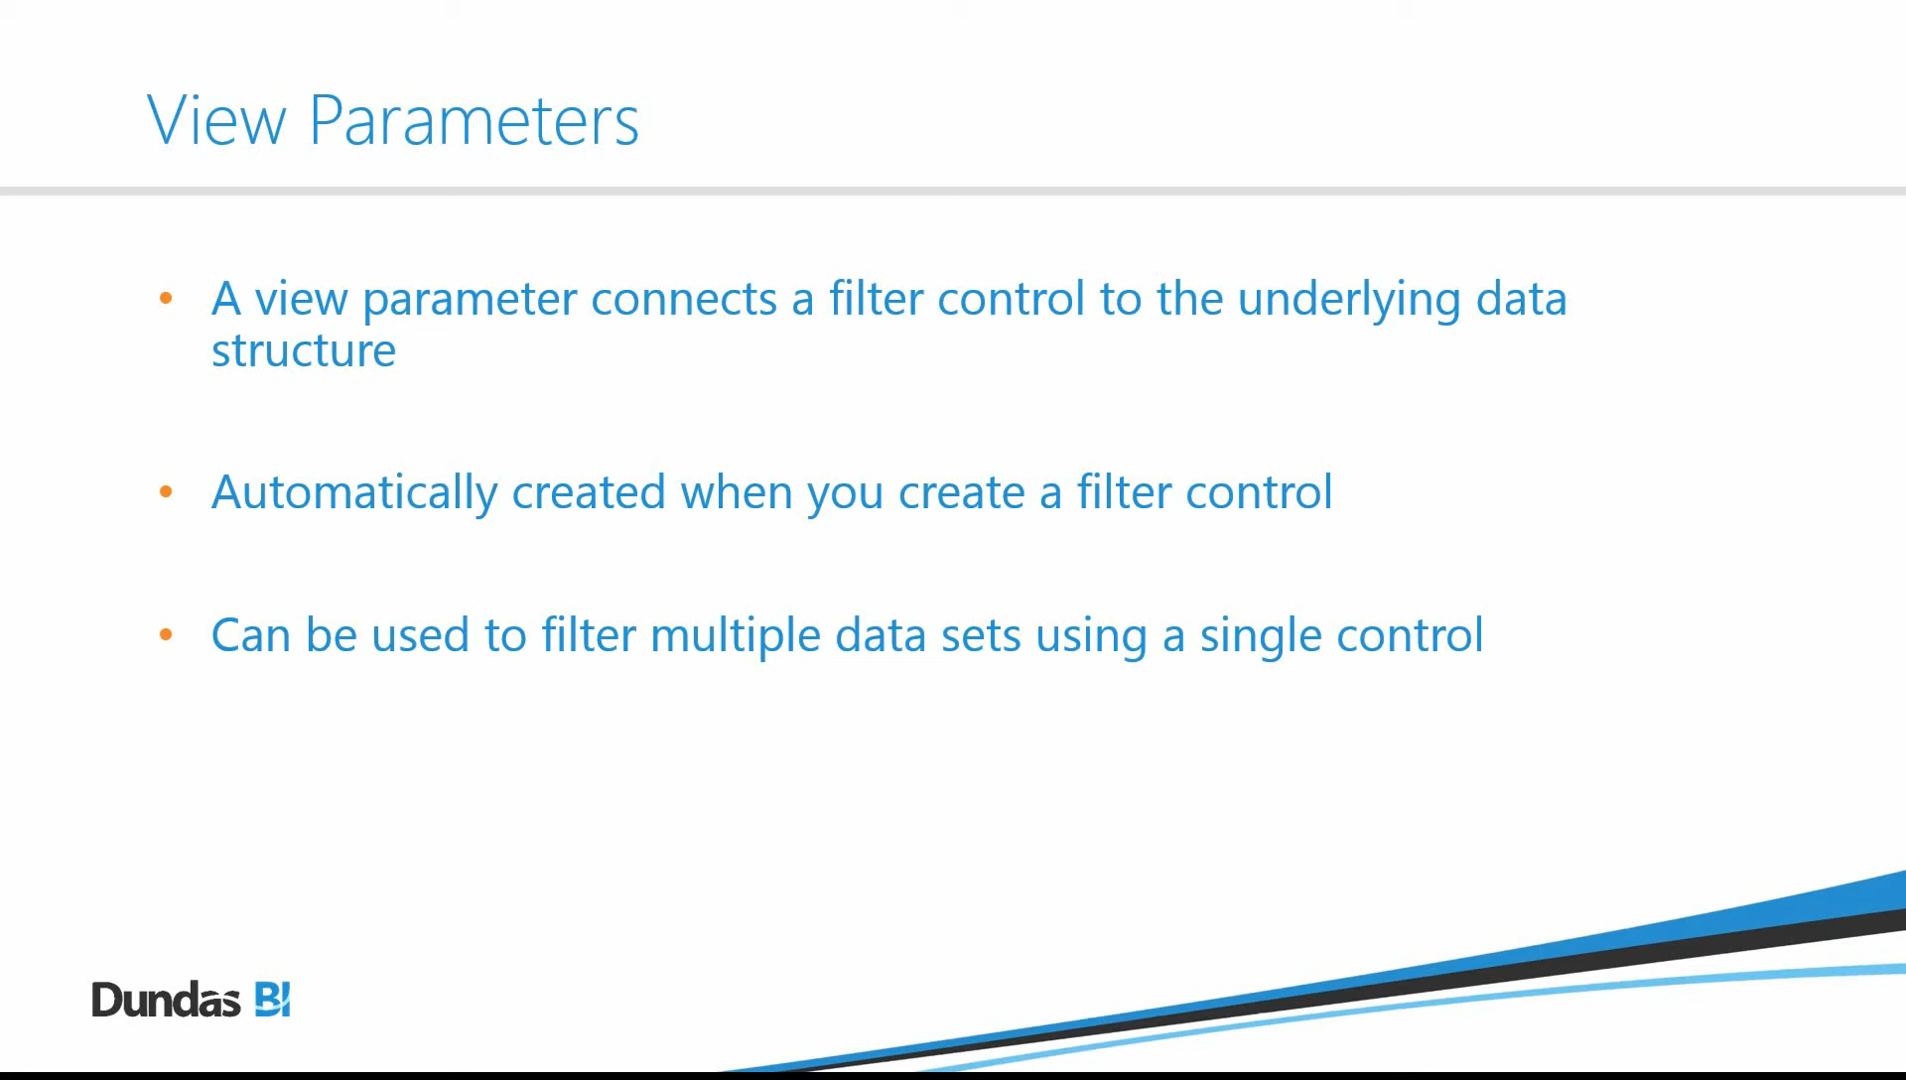 View Parameters
• A view parameter connects a filter control to the underlying data
structure
• Automatically created when you create a filter control
• Can be used to filter multiple data sets using a single control
Dundas BI